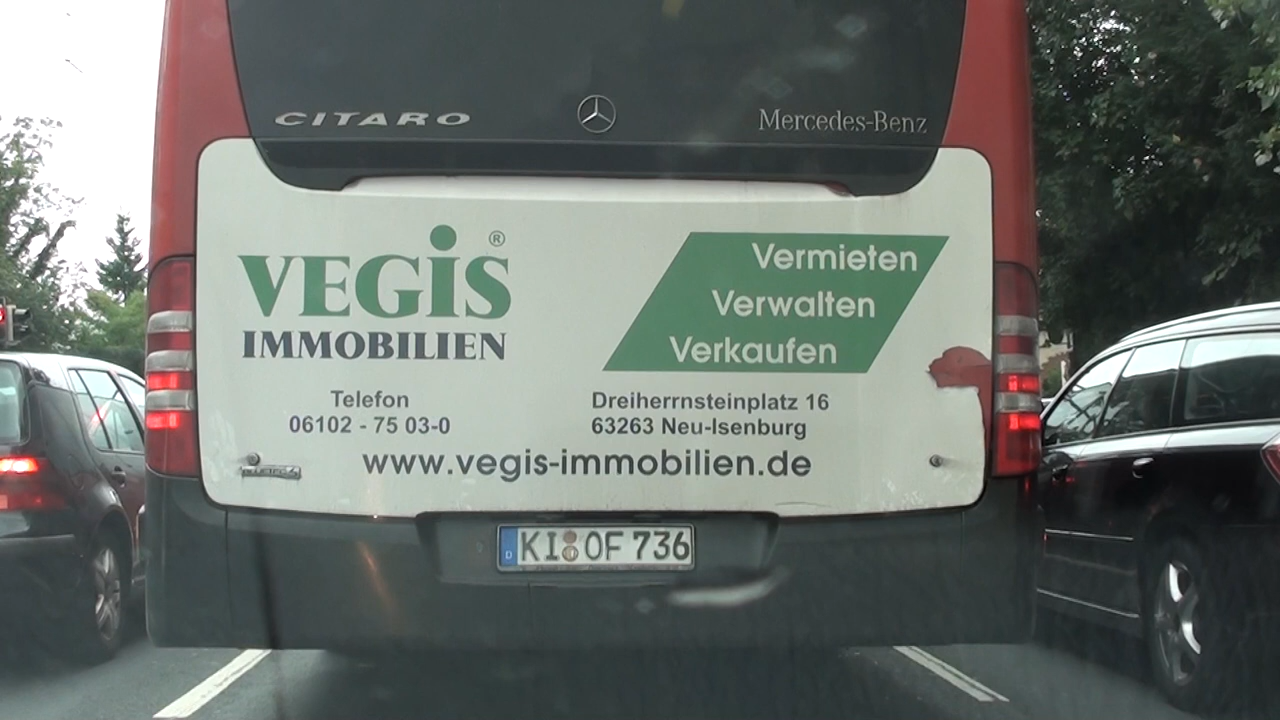 CITARO Mercedes-Benz
VEGIS ®
IMMOBILIEN
Vermieten
Verwalten
Verkaufen
Telefon
06102 - 75 03-0
Dreiherrnsteinplatz 16
63263 Neu-Isenburg
www.vegis-immobilien.de
D KI OF 736